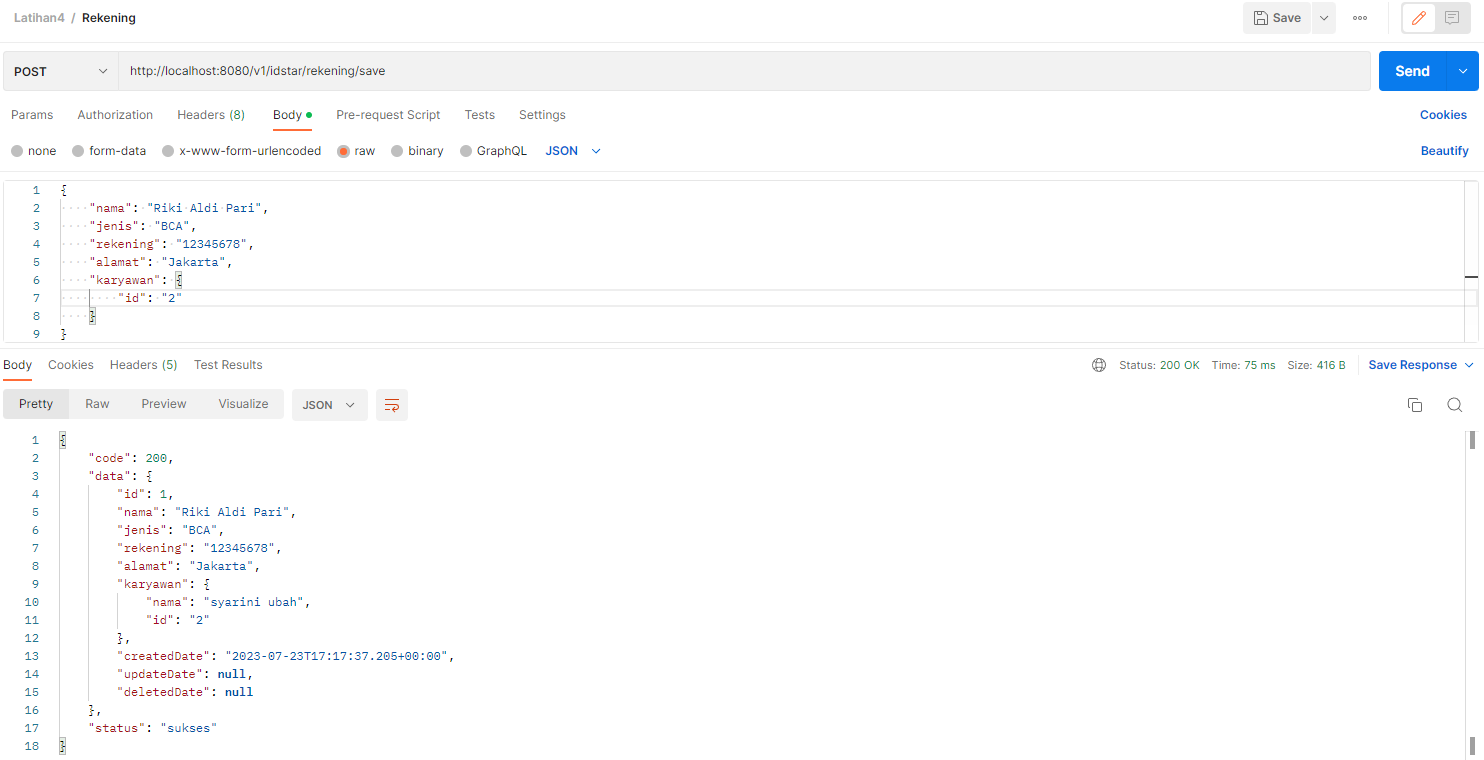 Latihan4 / Rekening
Save
POST http://localhost:8080/v1/idstar/rekening/save Send
Params Authorization Headers (8) Body Pre-request Script Tests Settings Cookies
none form-data x-www-form-urlencoded raw binary GraphQL JSON Beautify
1 {
2 "nama": "Riki Aldi Pari",
3 "jenis": "BCA",
4 "rekening": "12345678",
5 "alamat": "Jakarta",
6 "karyawan": {
7 "id": "2"
8 }
9 }
Body Cookies Headers (5) Test Results Status: 200 OK Time: 75 ms Size: 416 B Save Response
Pretty Raw Preview Visualize JSON
1 {
2 "code": 200,
3 "data": {
4 "id": 1,
5 "nama": "Riki Aldi Pari",
6 "jenis": "BCA",
7 "rekening": "12345678",
8 "alamat": "Jakarta",
9 "karyawan": {
10 "nama": "syarini ubah",
11 "id": "2"
12 },
13 "createdDate": "2023-07-23T17:17:37.205+00:00",
14 "updateDate": null,
15 "deletedDate": null
16 },
17 "status": "sukses"
18 }